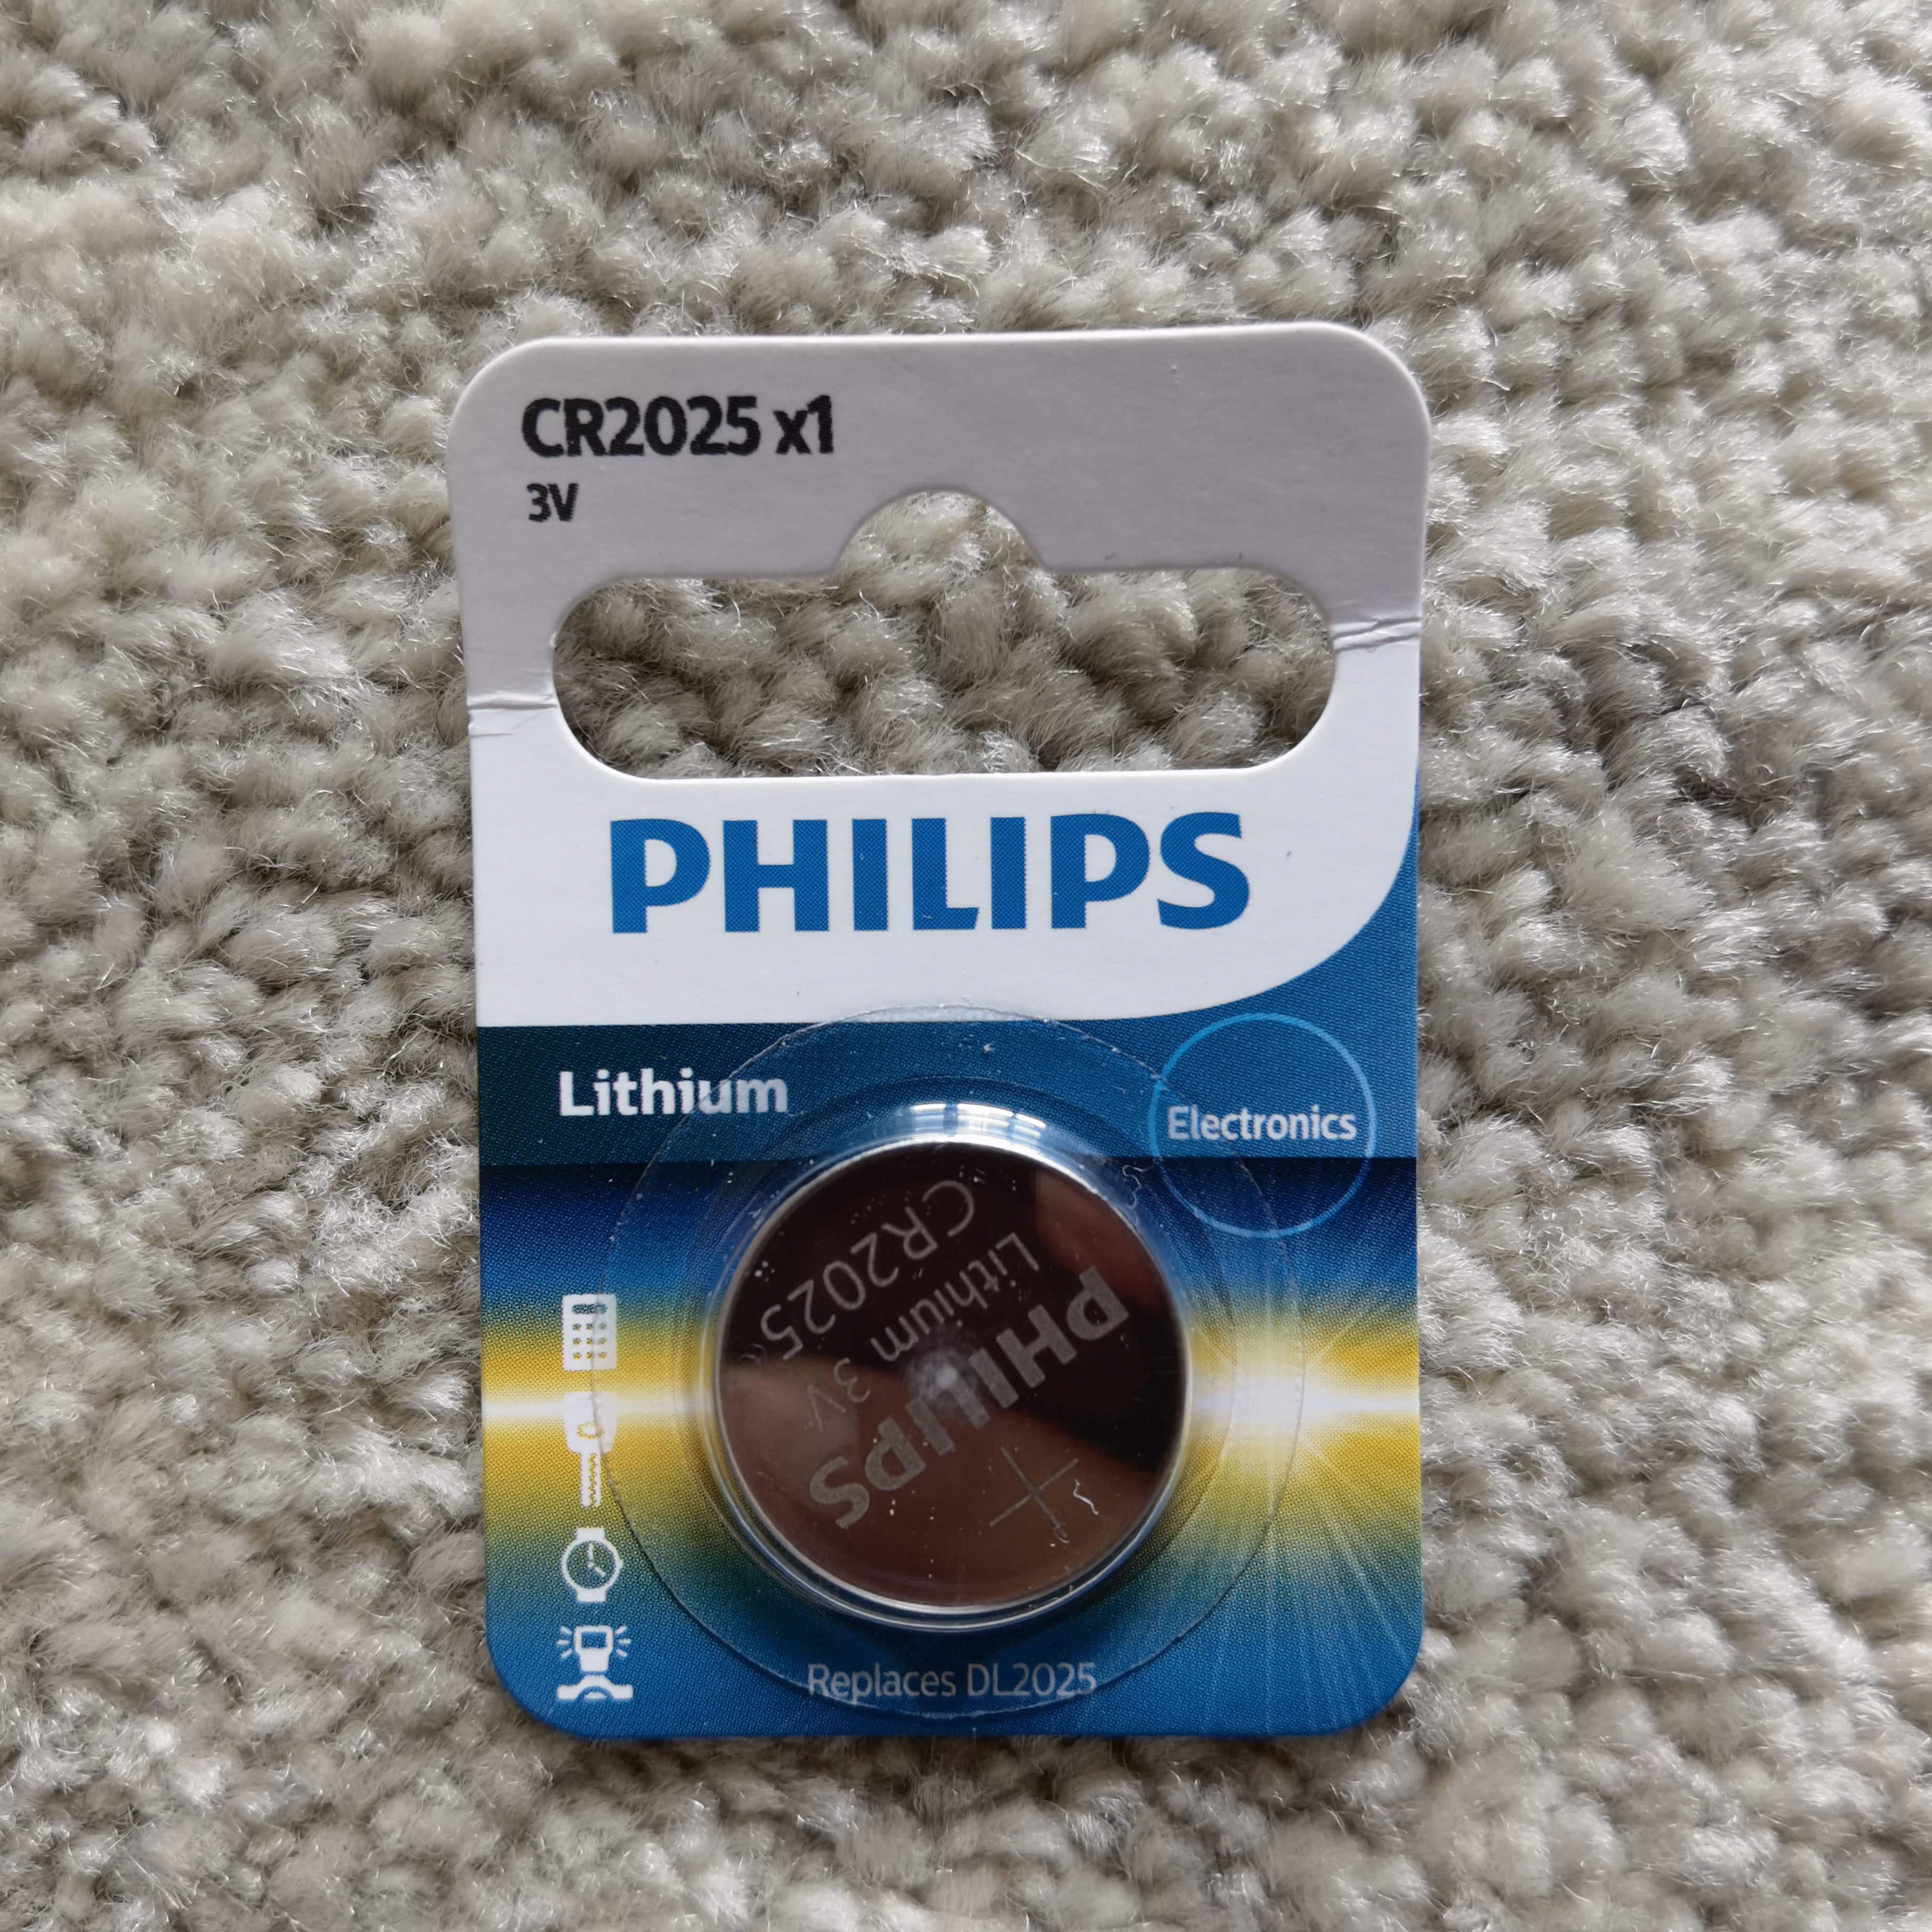 CR2025 x1
3V
PHILIPS
Lithium
Electronics
+
PHILIPS
Lithium 3V
CR2025
Replaces DL2025